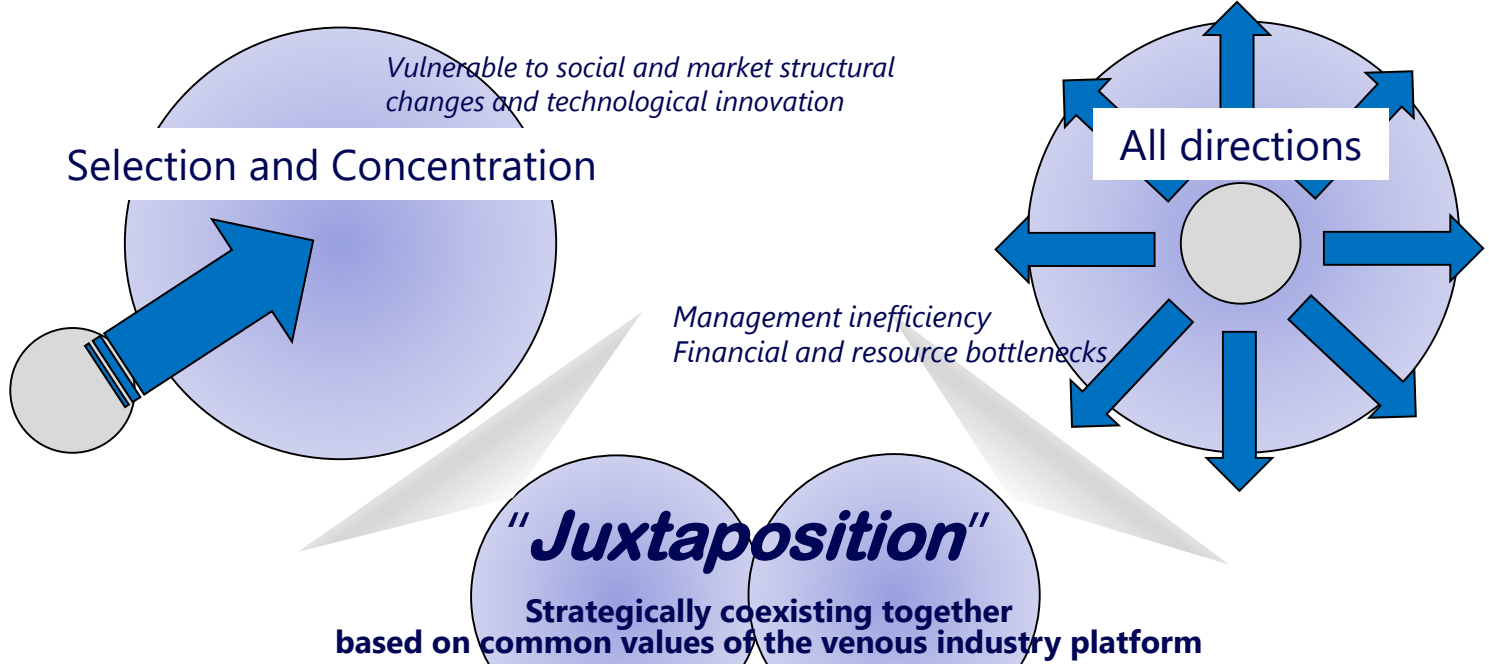 Vulnerable to social and market structural
changes and technological innovation
Selection and Concentration
All directions
Management inefficiency
Financial and resource bottlenecks
"Juxtaposition"
Strategically coexisting together
based on common values of the venous industry platform